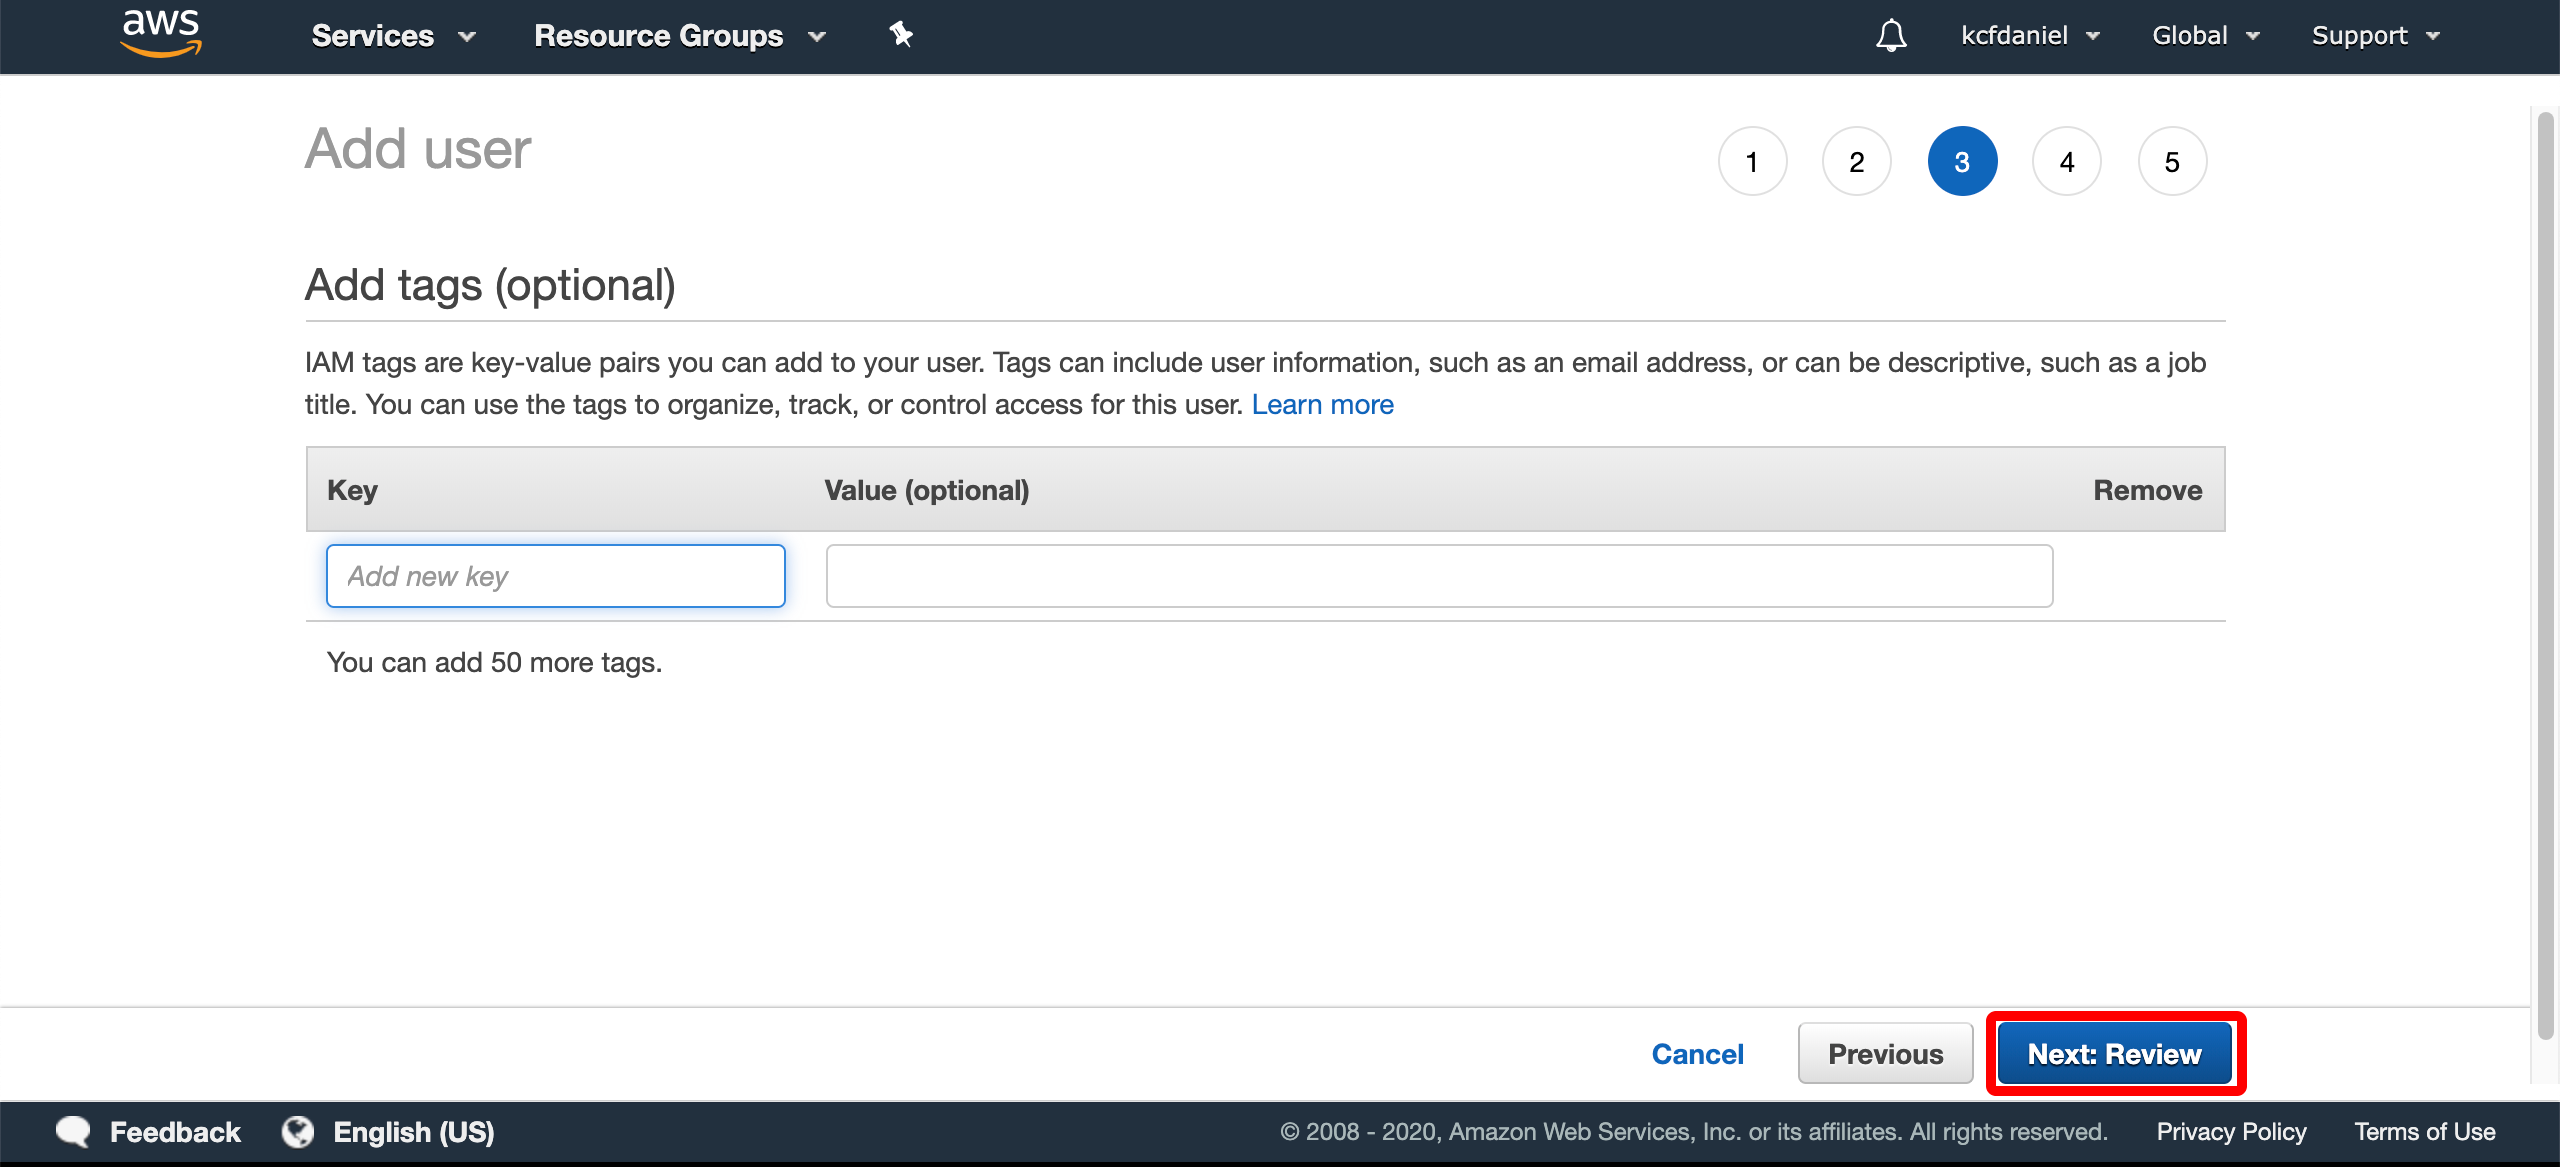 aws Services Resource Groups kcfdaniel Global Support
Add user
1 2 3 4 5
Add tags (optional)
IAM tags are key-value pairs you can add to your user. Tags can include user information, such as an email address, or can be descriptive, such as a job
title. You can use the tags to organize, track, or control access for this user. Learn more
Key Value (optional) Remove
Add new key
You can add 50 more tags.
Cancel Previous Next: Review
Feedback English (US) © 2008 - 2020, Amazon Web Services, Inc. or its affiliates. All rights reserved. Privacy Policy Terms of Use